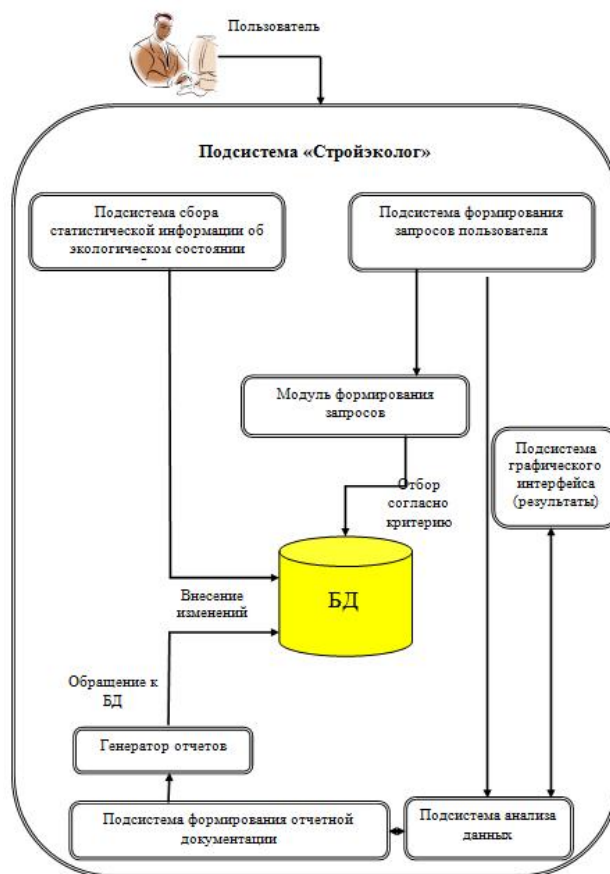 Пользователь
Подсистема «Стройэколог»
Подсистема сбора
статистической информации об
экологическом состоянии
Подсистема формирования
запросов пользователя
Модуль формирования
запросов
Подсистема
графического
интерфейса
(результаты)
Отбор
согласно
критерию
БД
Внесение
изменений
Обращение к
БД
Генератор отчетов
Подсистема формирования отчетной
документации
Подсистема анализа
данных